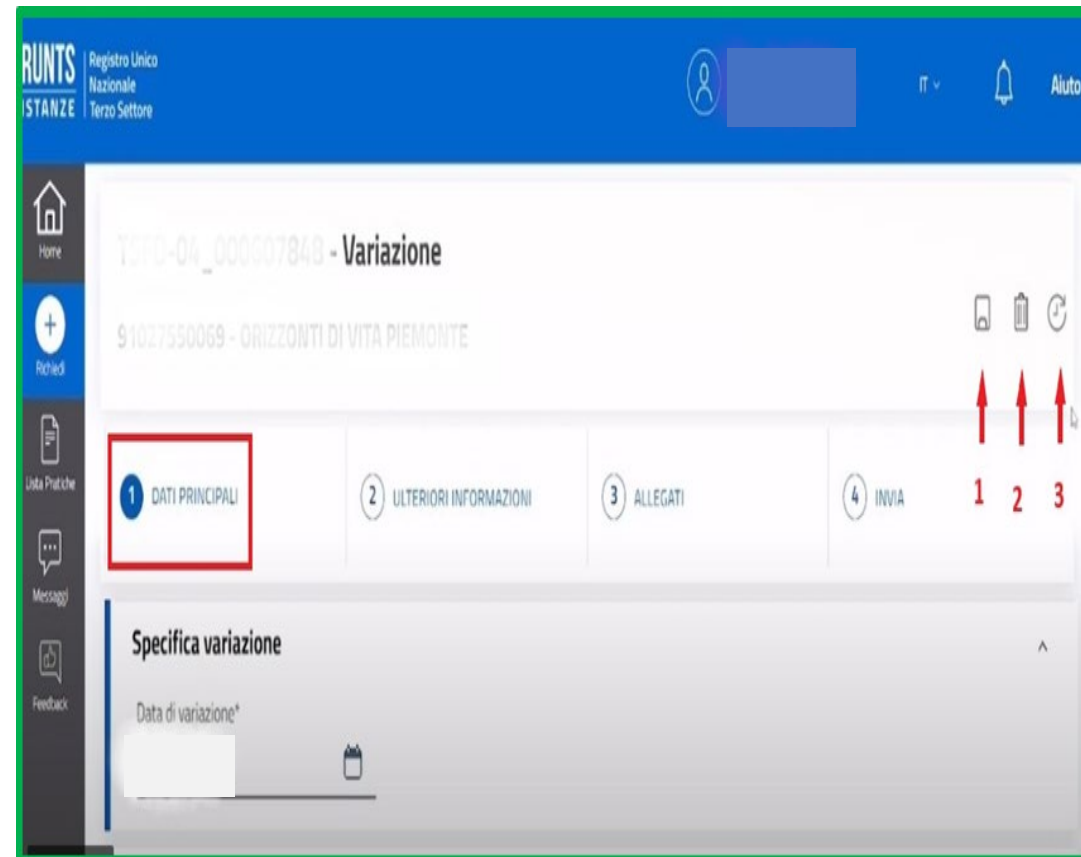 RUNTS
ISTANZE
Registro Unico
Nazionale
Terzo Settore
IT
Aiuto
Home
+
Richiedi
Lista Pratiche
Messaggi
Feedback
- Variazione
91027550069 - ORIZZONTI DI VITA PIEMONTE
1 DATI PRINCIPALI
2 ULTERIORI INFORMAZIONI
3 ALLEGATI
4 INVIA
1 2 3
Specifica variazione
Data di variazione*